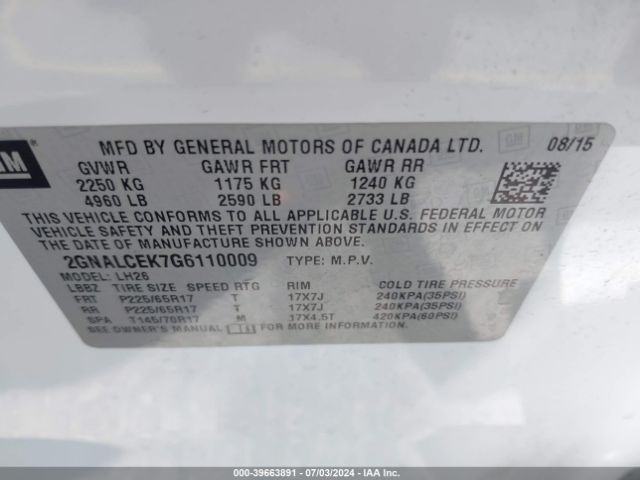 GM
MFD BY GENERAL MOTORS OF CANADA LTD. 08/15
GVWR GAWR FRT GAWR RR
2250 KG 1175 KG 1240 KG
4960 LB 2590 LB 2733 LB
THIS VEHICLE CONFORMS TO ALL APPLICABLE U.S. FEDERAL MOTOR
VEHICLE SAFETY AND THEFT PREVENTION STANDARDS IN EFFECT ON
THE DATE OF MANUFACTURE SHOWN ABOVE.
2GNALCEK7G6110009 TYPE: M.P.V.
MODEL: LH26
LBBZ TIRE SIZE SPEED RTG RIM COLD TIRE PRESSURE
FRT P225/65R17 T 17X7J 240KPA(35PSI)
RR P225/65R17 T 17X7J 240KPA(35PSI)
SPA T145/70R17 M 17X4.5T 420KPA(60PSI)
SEE OWNER'S MANUAL FOR MORE INFORMATION.
000-39663891 - 07/03/2024 - IAA Inc.